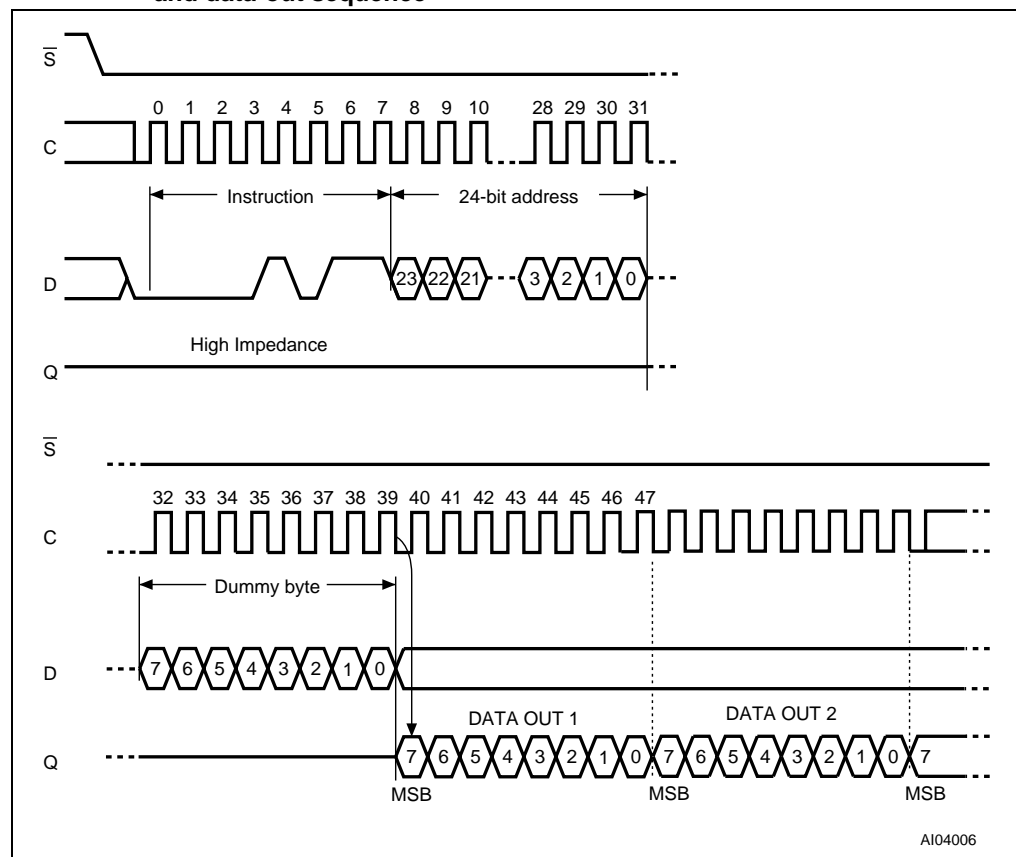 and data-out sequence
S
0 1 2 3 4 5 6 7 8 9 10 28 29 30 31
C
Instruction 24-bit address
D 23 22 21 3 2 1 0
High Impedance
Q
S
32 33 34 35 36 37 38 39 40 41 42 43 44 45 46 47
C
Dummy byte
D 7 6 5 4 3 2 1 0
DATA OUT 1 DATA OUT 2
Q 7 6 5 4 3 2 1 0 7 6 5 4 3 2 1 0 7
MSB MSB MSB
AI04006